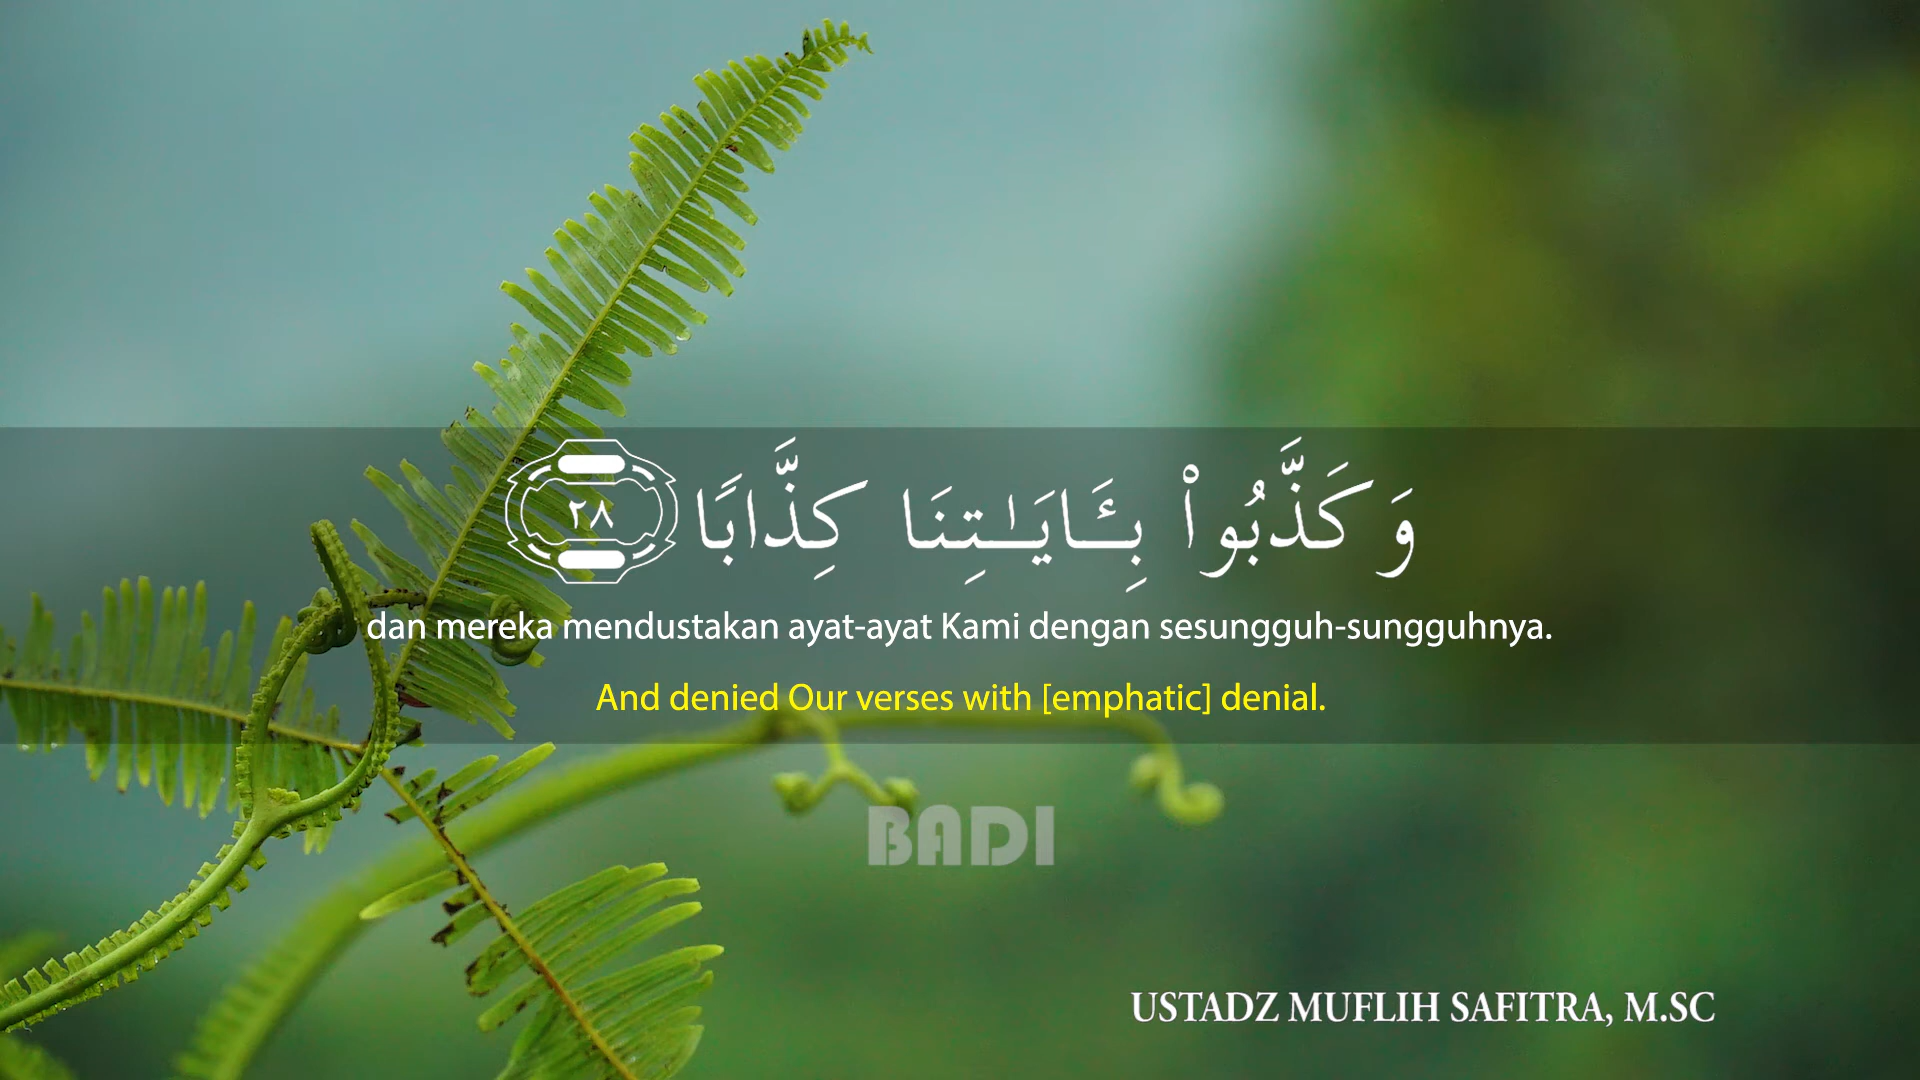 وَكَذَّبُوا۟ بِـَٔايَـٰتِنَا كِذَّابًا ٢٨
dan mereka mendustakan ayat-ayat Kami dengan sesungguh-sungguhnya.
And denied Our verses with [emphatic] denial.
BADI
USTADZ MUFLIH SAFITRA, M.SC